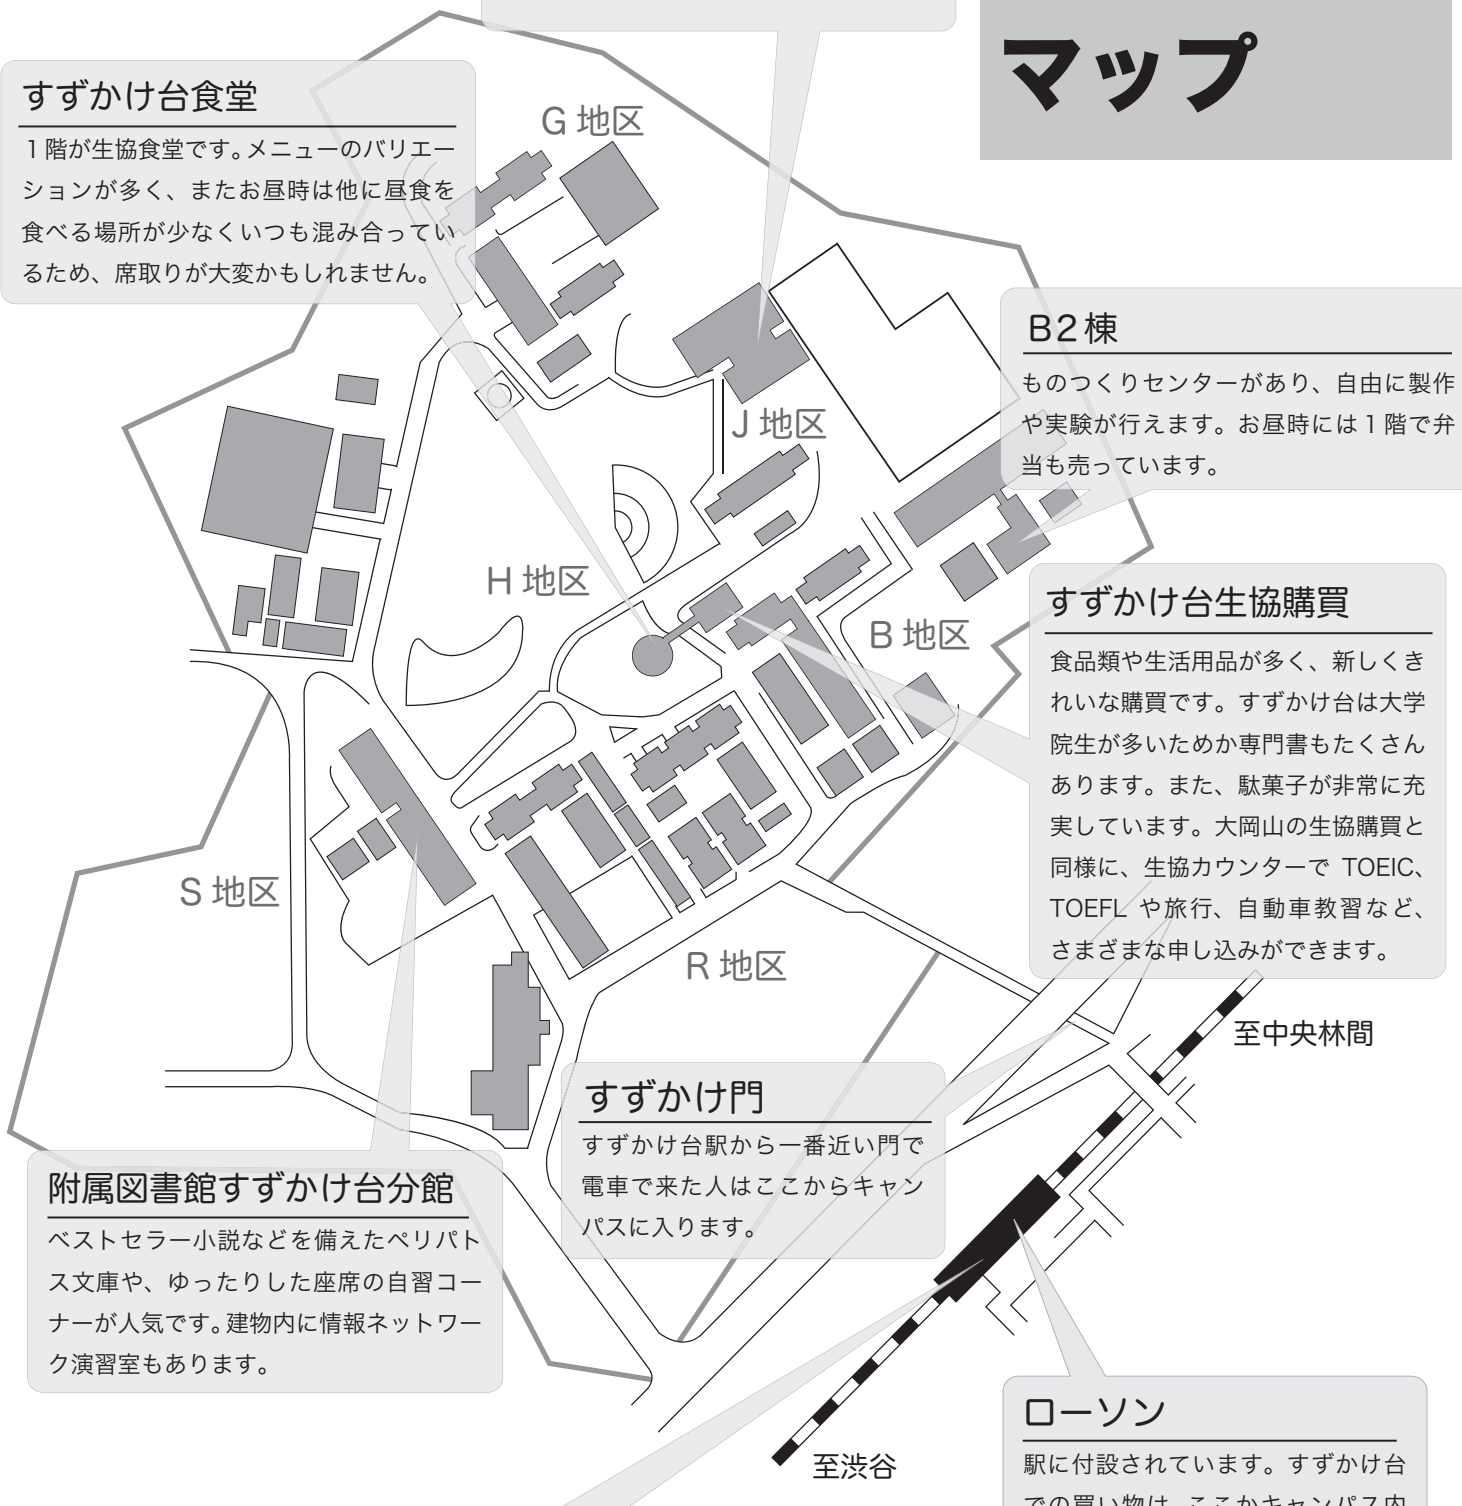 マップ
すずかけ台食堂
1階が生協食堂です。メニューのバリエー
ションが多く、またお昼時は他に昼食を
食べる場所が少なくいつも混み合ってい
るため、席取りが大変かもしれません。
G 地区
B2棟
ものつくりセンターがあり、自由に製作
や実験が行えます。お昼時には1階で弁
当も売っています。
J 地区
H 地区
B 地区
すずかけ台生協購買
食品類や生活用品が多く、新しくき
れいな購買です。すずかけ台は大学
院生が多いためか専門書もたくさん
あります。また、駄菓子が非常に充
実しています。大岡山の生協購買と
同様に、生協カウンターで TOEIC、
TOEFL や旅行、自動車教習など、
さまざまな申し込みができます。
S 地区
R 地区
至中央林間
すずかけ門
すずかけ台駅から一番近い門で
電車で来た人はここからキャン
パスに入ります。
附属図書館すずかけ台分館
ベストセラー小説などを備えたペリパト
ス文庫や、ゆったりした座席の自習コー
ナーが人気です。建物内に情報ネットワー
ク演習室もあります。
ローソン
駅に付設されています。すずかけ台
での買い物は、ここかキャンパス内
至渋谷